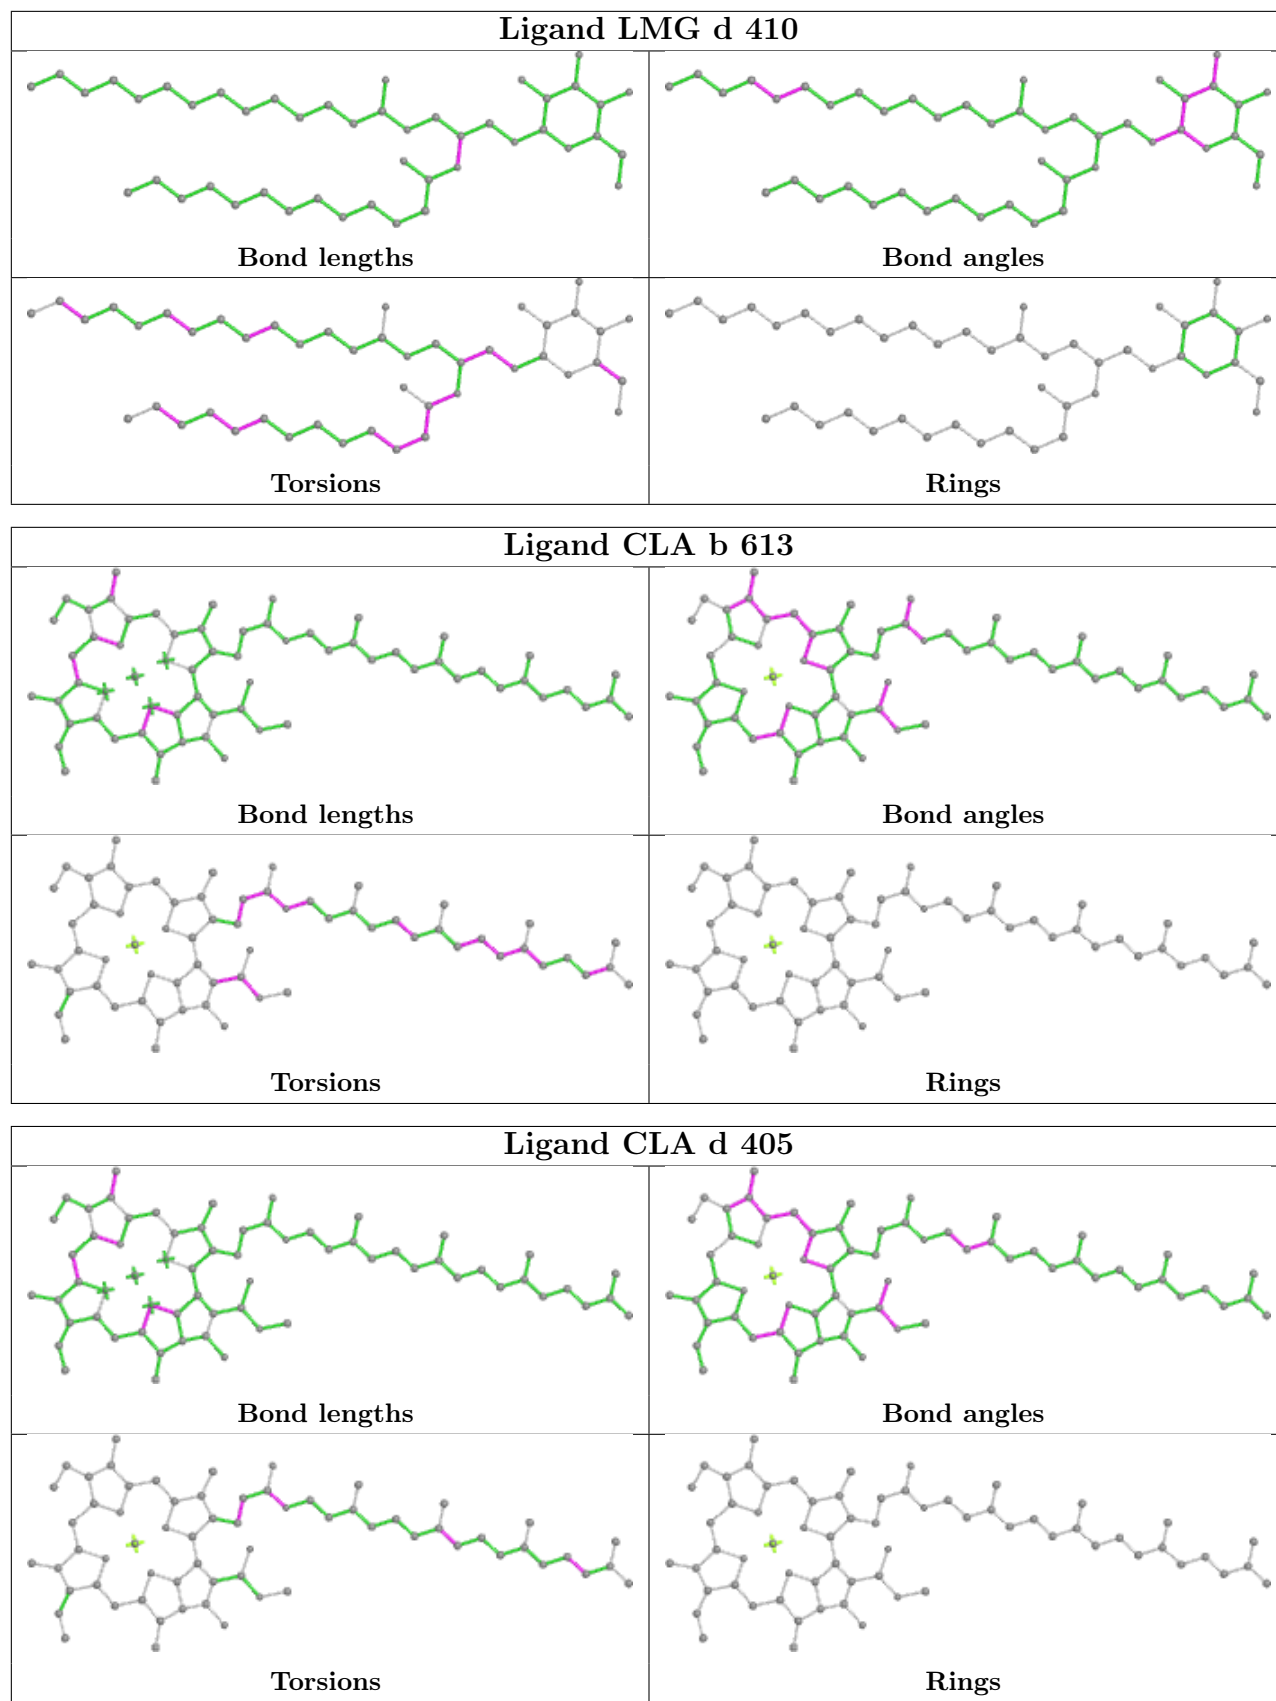 Ligand LMG d 410
Bond lengths
Bond angles
Torsions
Rings
Ligand CLA b 613
Bond lengths
Bond angles
Torsions
Rings
Ligand CLA d 405
Bond lengths
Bond angles
Torsions
Rings